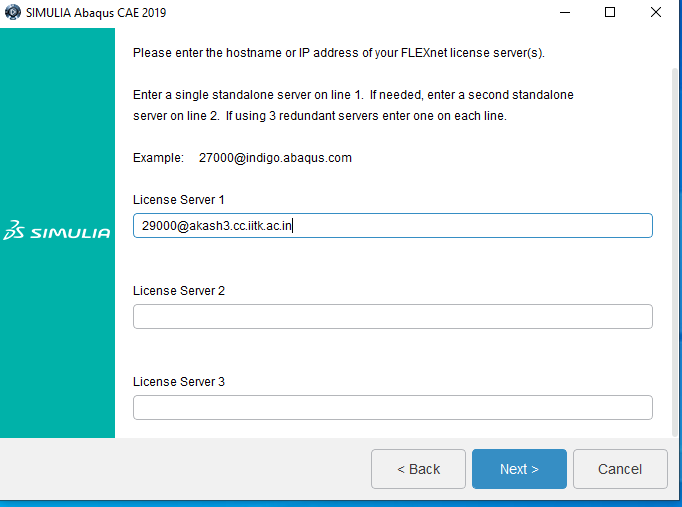 SIMULIA Abaqus CAE 2019
Please enter the hostname or IP address of your FLEXnet license server(s).
Enter a single standalone server on line 1. If needed, enter a second standalone
server on line 2. If using 3 redundant servers enter one on each line.
Example: 27000@indigo.abaqus.com
License Server 1
29000@akash3.cc.iitk.ac.in
SIMULIA
License Server 2
License Server 3
< Back
Next >
Cancel